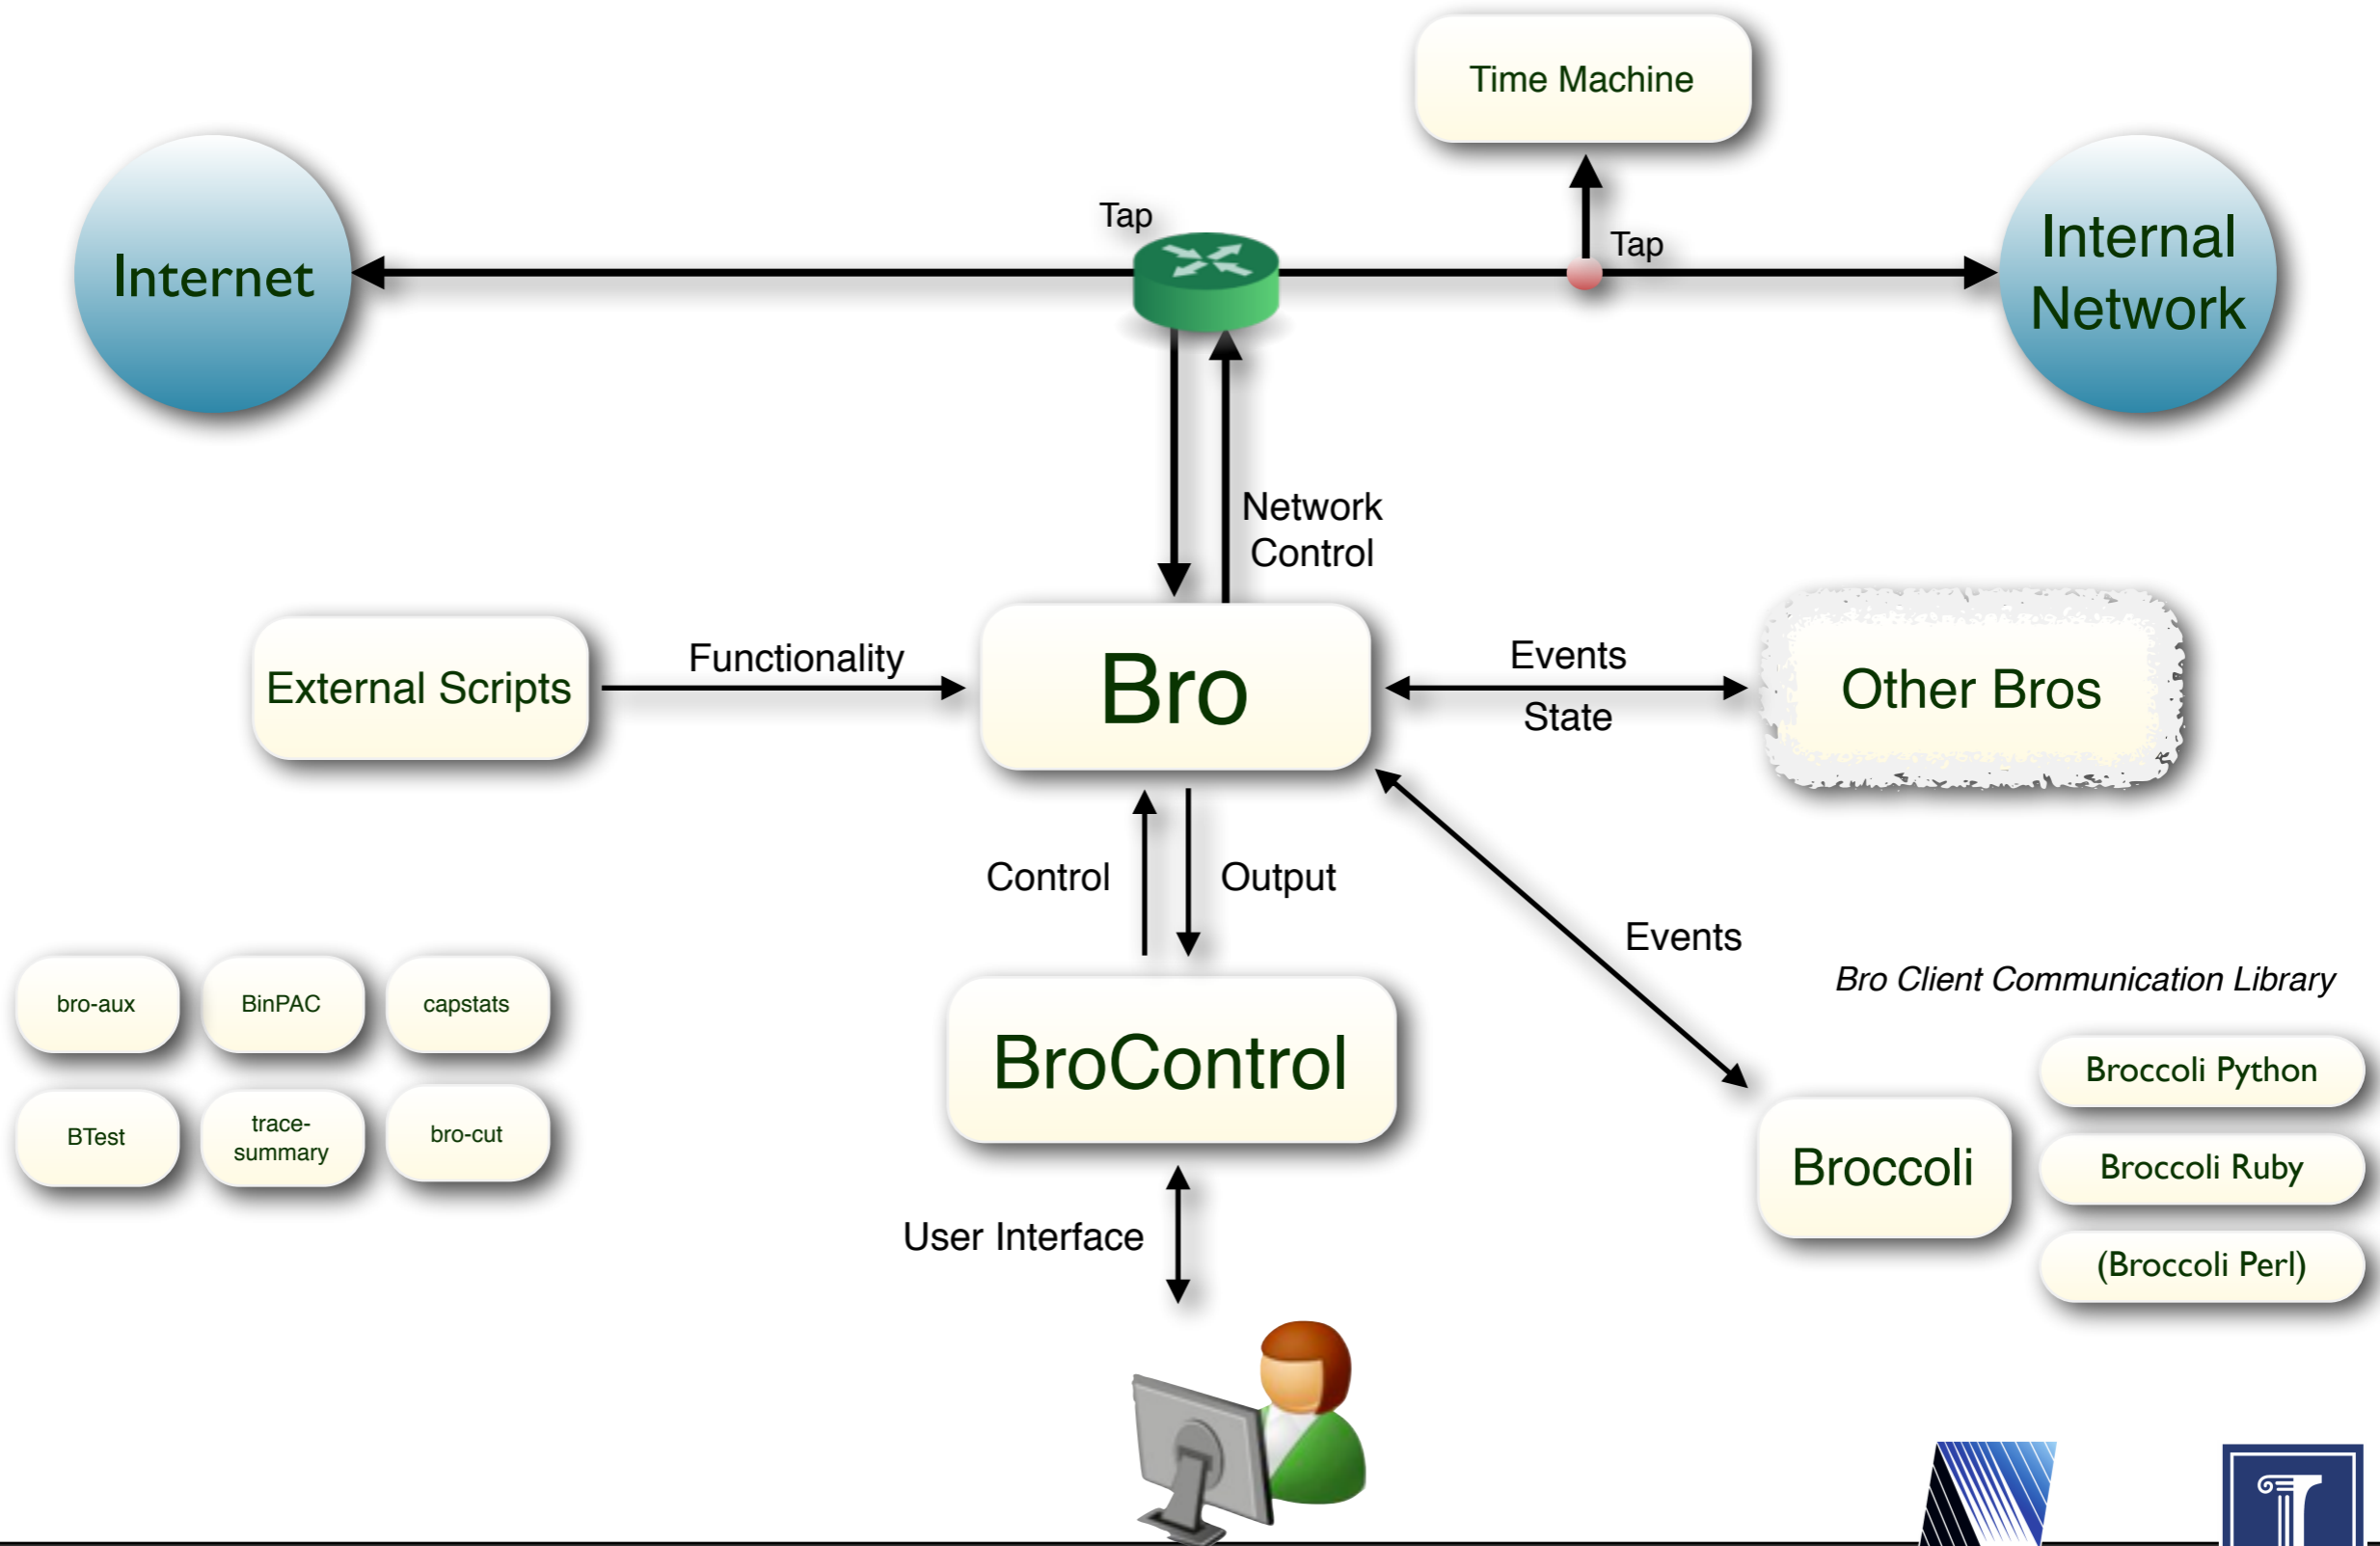 Time Machine
Tap
Tap
Internet
Internal
Network
Network
Control
External Scripts
Functionality
Bro
Events
State
Other Bros
Control
Output
Events
Bro Client Communication Library
bro-aux
BinPAC
capstats
BTest
trace-
summary
bro-cut
BroControl
Broccoli
Broccoli Python
Broccoli Ruby
(Broccoli Perl)
User Interface